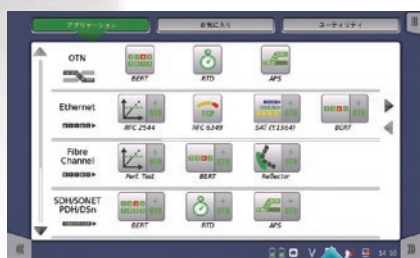 アプリケーション お気に入り ユーティリティ
OTN
BERT RTD APS
Ethernet
TCP
RFC 2544 RFC 6349 SAT (Y.1564) BERT
Fibre
Channel
Perf. Test BERT Reflector
SDH/SONET
PDH/DSn
BERT RTD APS
14:50